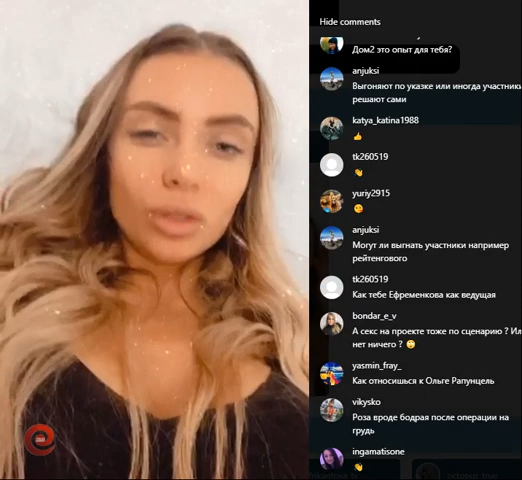 Hide comments
Дом2 это опыт для тебя?
anjuksi
Выгоняют по указке или иногда участники
решают сами
katya_katina1988
👍
tk260519
👋
yuriy2915
😘
anjuksi
Могут ли выгнать участники например
рейтенгового
tk260519
Как тебе Ефременкова как ведущая
bondar_e_v
А секс на проекте тоже по сценарию ?
нет ничего ? 🙄
yasmin_fray_
Как относишься к Ольге Рапунцель
vikysko
Роза вроде бодрая после операции на
грудь
ingamatisone
👋